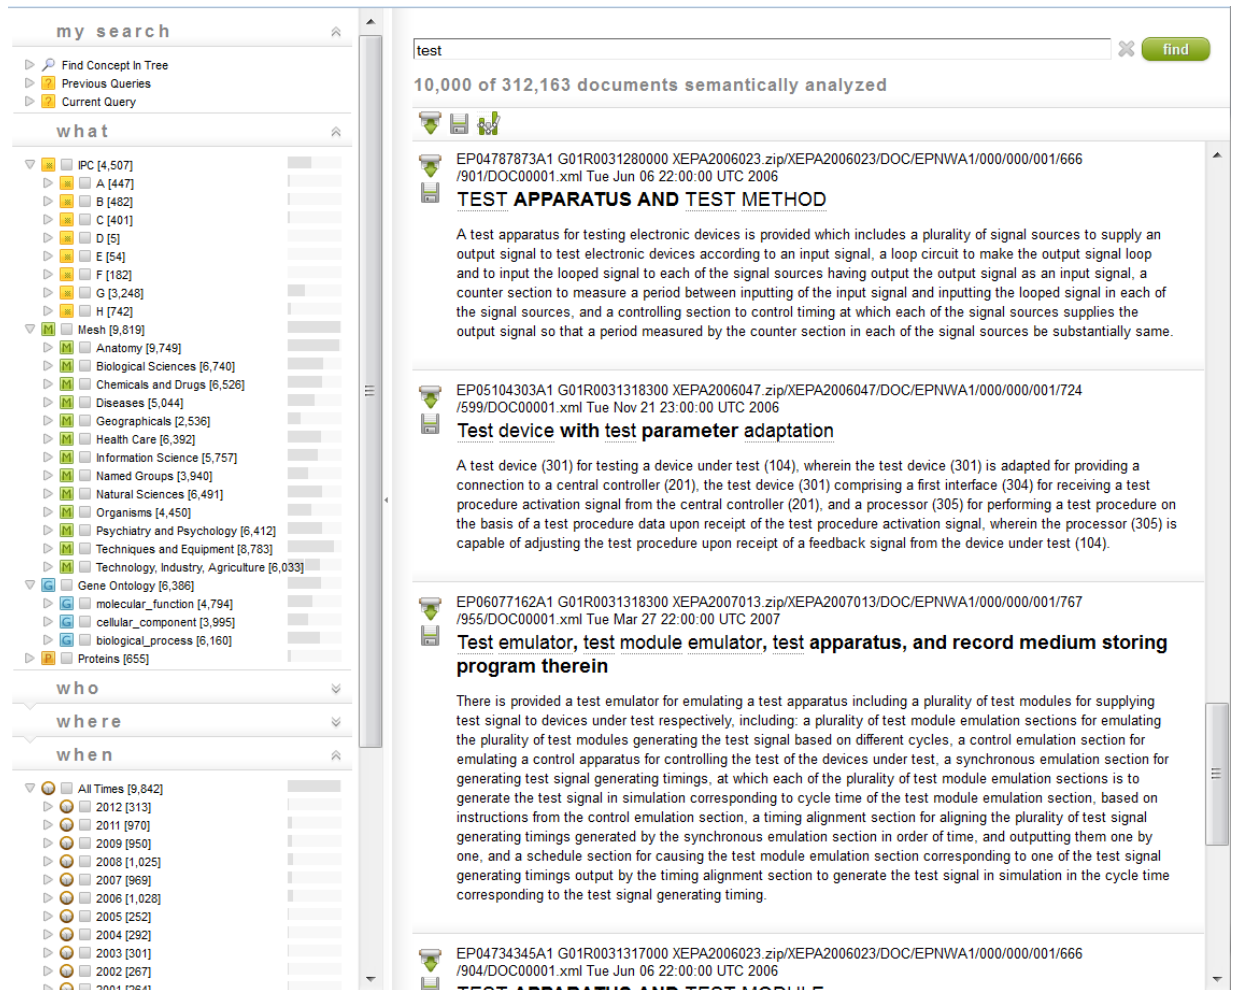 my search
Find Concept In Tree
Previous Queries
Current Query
what
IPC [4,507]
A [447]
B [482]
C [401]
D [5]
E [54]
F [182]
G [3,248]
H [742]
M Mesh [9,819]
M Anatomy [9,749]
M Biological Sciences [6,740]
M Chemicals and Drugs [6,526]
M Diseases [5,044]
M Geographicals [2,536]
M Health Care [6,392]
M Information Science [5,757]
M Named Groups [3,940]
M Natural Sciences [6,491]
M Organisms [4,450]
M Psychiatry and Psychology [6,412]
M Techniques and Equipment [8,783]
M Technology, Industry, Agriculture [6,033]
G Gene Ontology [6,386]
G molecular_function [4,794]
G cellular_component [3,995]
G biological_process [6,160]
P Proteins [655]
who
where
when
All Times [9,842]
2012 [313]
2011 [970]
2009 [950]
2008 [1,025]
2007 [969]
2006 [1,028]
2005 [252]
2004 [292]
2003 [301]
2002 [267]
2001 [264]
test
find
10,000 of 312,163 documents semantically analyzed
EP04787873A1 G01R0031280000 XEPA2006023.zip/XEPA2006023/DOC/EPNWA1/000/000/001/666
/901/DOC00001.xml Tue Jun 06 22:00:00 UTC 2006
TEST APPARATUS AND TEST METHOD
A test apparatus for testing electronic devices is provided which includes a plurality of signal sources to supply an
output signal to test electronic devices according to an input signal, a loop circuit to make the output signal loop
and to input the looped signal to each of the signal sources having output the output signal as an input signal, a
counter section to measure a period between inputting of the input signal and inputting the looped signal in each of
the signal sources, and a controlling section to control timing at which each of the signal sources supplies the
output signal so that a period measured by the counter section in each of the signal sources be substantially same.
EP05104303A1 G01R0031318300 XEPA2006047.zip/XEPA2006047/DOC/EPNWA1/000/000/001/724
/599/DOC00001.xml Tue Nov 21 23:00:00 UTC 2006
Test device with test parameter adaptation
A test device (301) for testing a device under test (104), wherein the test device (301) is adapted for providing a
connection to a central controller (201), the test device (301) comprising a first interface (304) for receiving a test
procedure activation signal from the central controller (201), and a processor (305) for performing a test procedure on
the basis of a test procedure data upon receipt of the test procedure activation signal, wherein the processor (305) is
capable of adjusting the test procedure upon receipt of a feedback signal from the device under test (104).
EP06077162A1 G01R0031318300 XEPA2007013.zip/XEPA2007013/DOC/EPNWA1/000/000/001/767
/955/DOC00001.xml Tue Mar 27 22:00:00 UTC 2007
Test emulator, test module emulator, test apparatus, and record medium storing
program therein
There is provided a test emulator for emulating a test apparatus including a plurality of test modules for supplying
test signal to devices under test respectively, including: a plurality of test module emulation sections for emulating
the plurality of test modules generating the test signal based on different cycles, a control emulation section for
emulating a control apparatus for controlling the test of the devices under test, a synchronous emulation section for
generating test signal generating timings, at which each of the plurality of test module emulation sections is to
generate the test signal in simulation corresponding to cycle time of the test module emulation section, based on
instructions from the control emulation section, a timing alignment section for aligning the plurality of test signal
generating timings generated by the synchronous emulation section in order of time, and outputting them one by
one, and a schedule section for causing the test module emulation section corresponding to one of the test signal
generating timings output by the timing alignment section to generate the test signal in simulation in the cycle time
corresponding to the test signal generating timing.
EP04734345A1 G01R0031317000 XEPA2006023.zip/XEPA2006023/DOC/EPNWA1/000/000/001/666
/904/DOC00001.xml Tue Jun 06 22:00:00 UTC 2006
TEST APPARATUS AND TEST MODULE